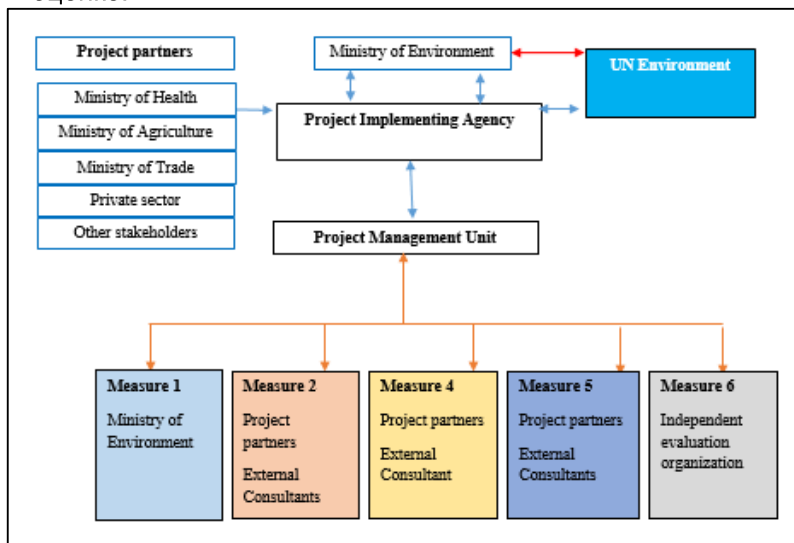 Project partners
Ministry of Environment
UN Environment
Ministry of Health
Ministry of Agriculture
Ministry of Trade
Private sector
Other stakeholders
Project Implementing Agency
Project Management Unit
Measure 1
Ministry of
Environment
Measure 2
Project
partners
External
Consultants
Measure 4
Project partners
External
Consultant
Measure 5
Project partners
External
Consultants
Measure 6
Independent
evaluation
organization